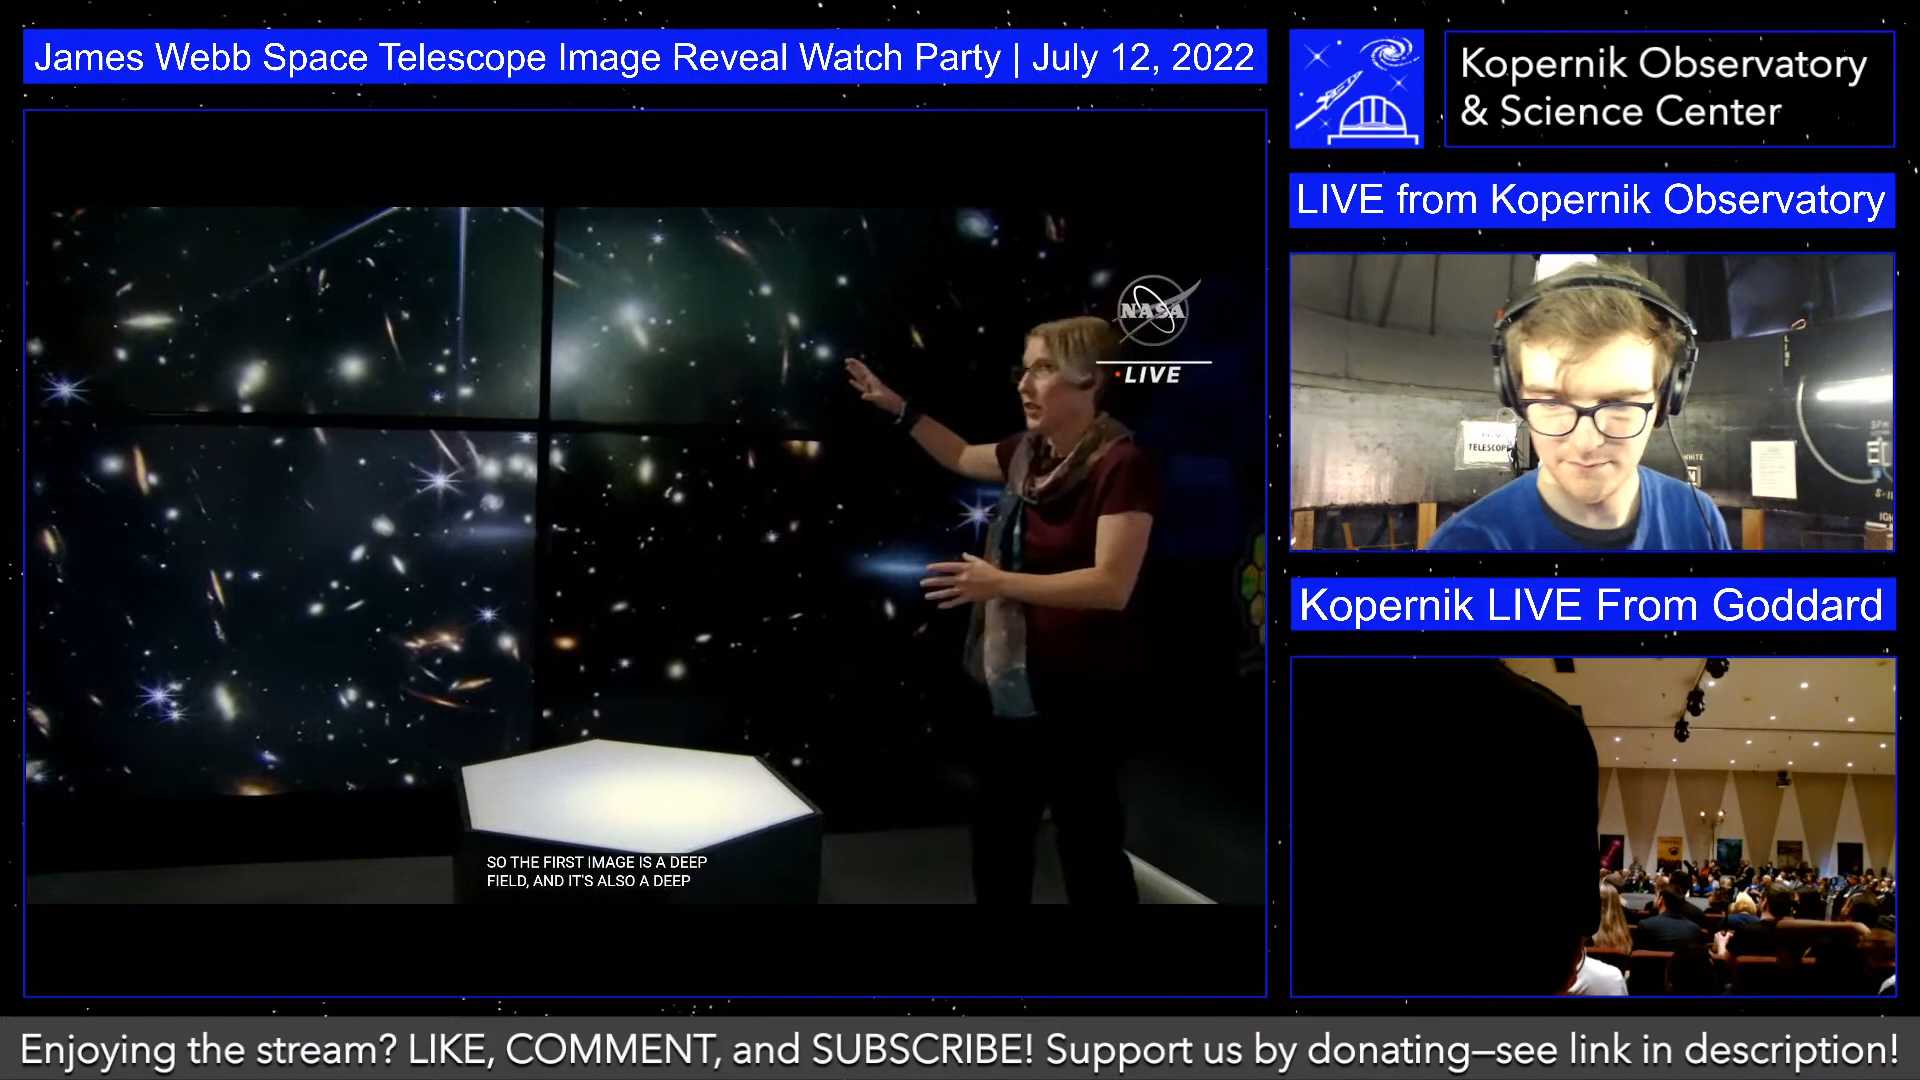 James Webb Space Telescope Image Reveal Watch Party | July 12, 2022
Kopernik Observatory
& Science Center
LIVE from Kopernik Observatory
NASA
LIVE
SO THE FIRST IMAGE IS A DEEP
FIELD, AND IT'S ALSO A DEEP
LINE
TELESCOPE
WHITE
Kopernik LIVE From Goddard
Enjoying the stream? LIKE, COMMENT, and SUBSCRIBE! Support us by donating—see link in description!